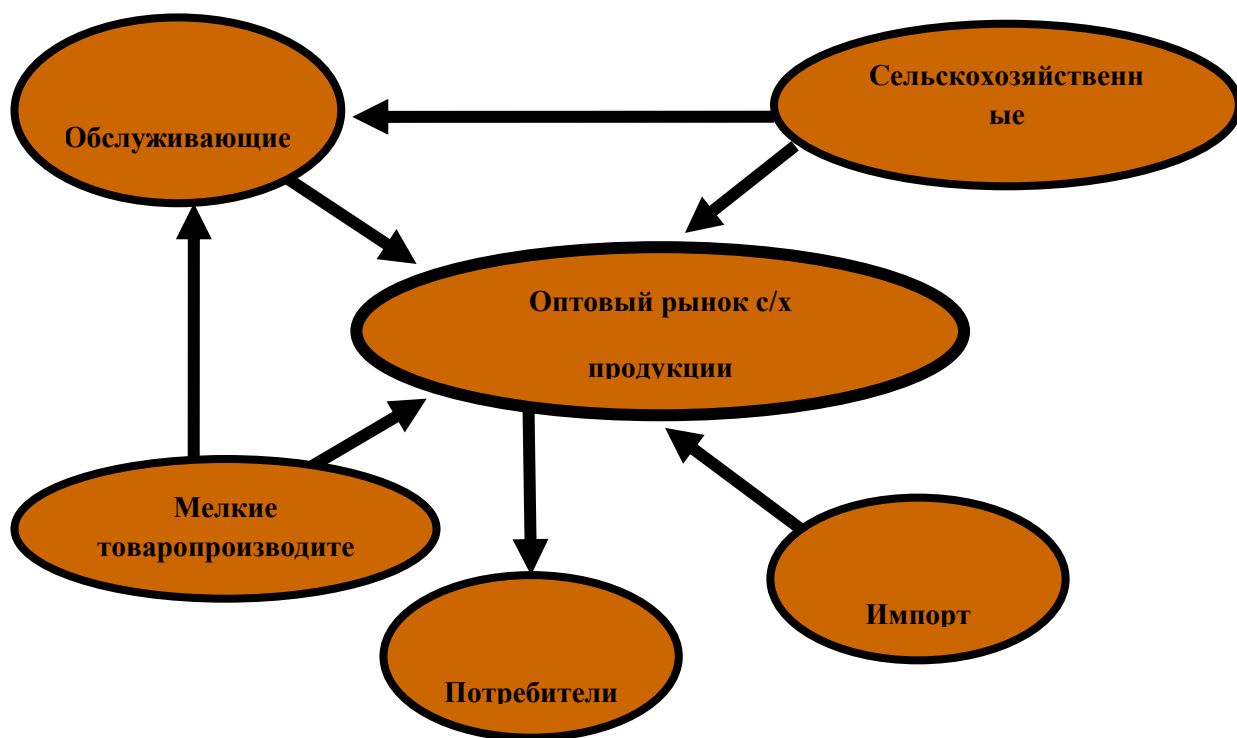 Сельскохозяйственн
ые
Обслуживающие
Оптовый рынок с/х
продукции
Мелкие
товаропроизводите
Импорт
Потребители